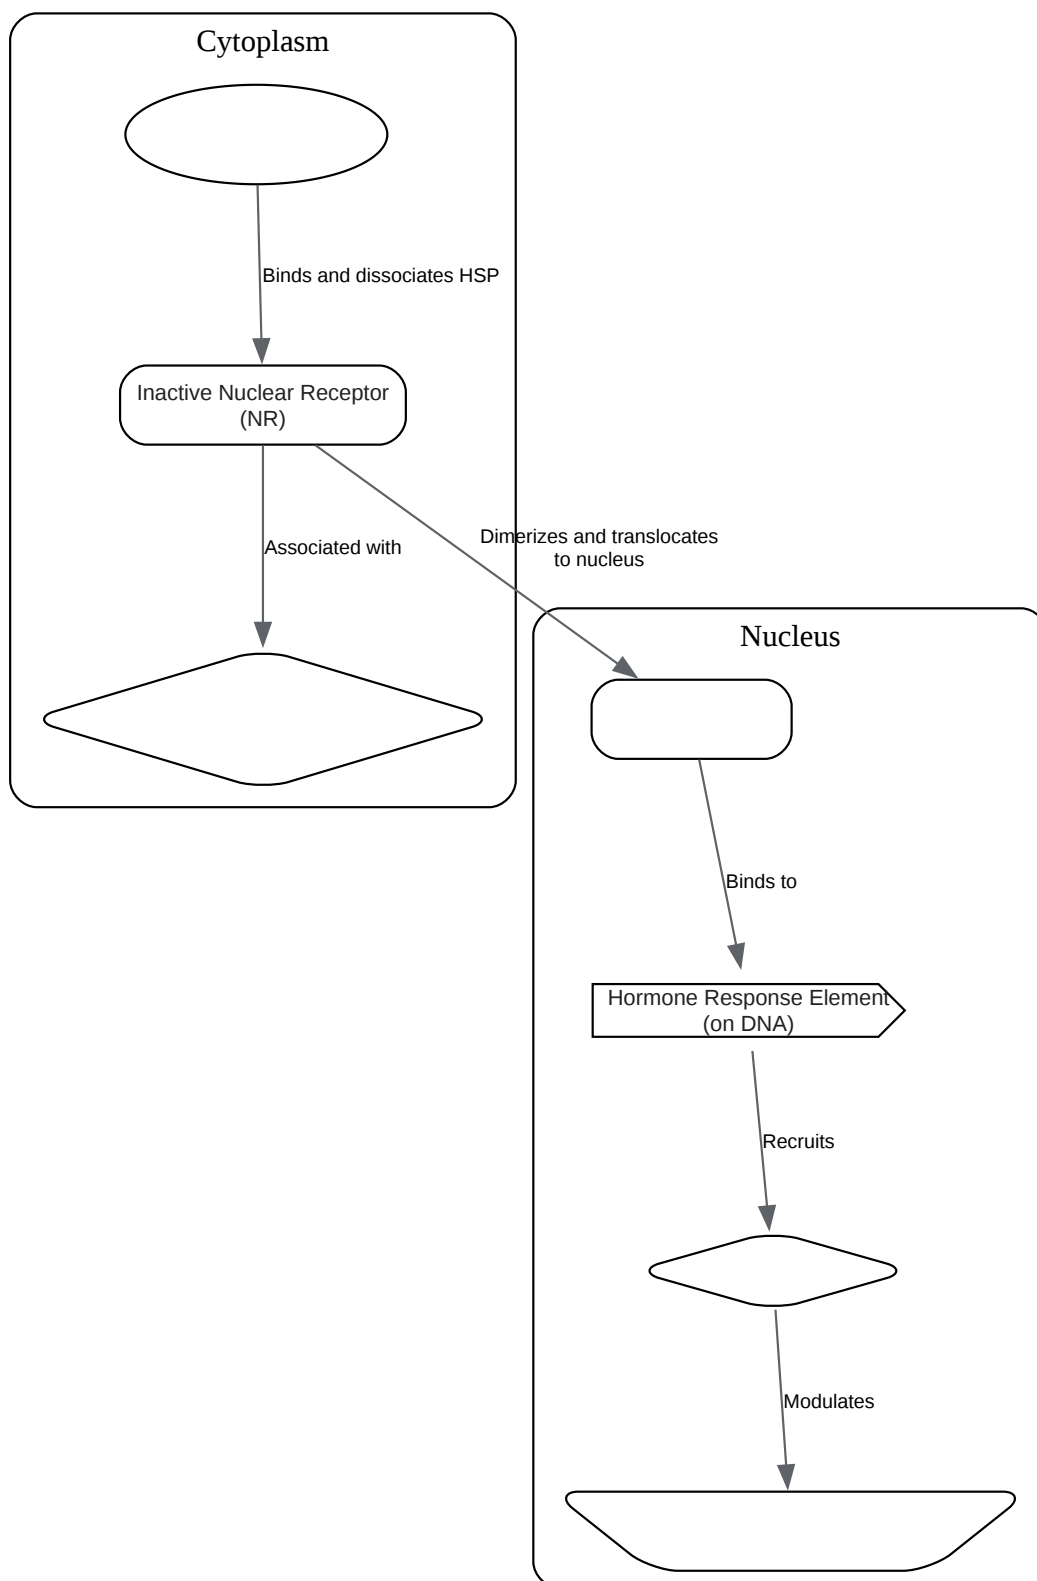 Cytoplasm
Binds and dissociates HSP
Inactive Nuclear Receptor
(NR)
Associated with
Dimerizes and translocates
to nucleus
Nucleus
Binds to
Hormone Response Element
(on DNA)
Recruits
Modulates